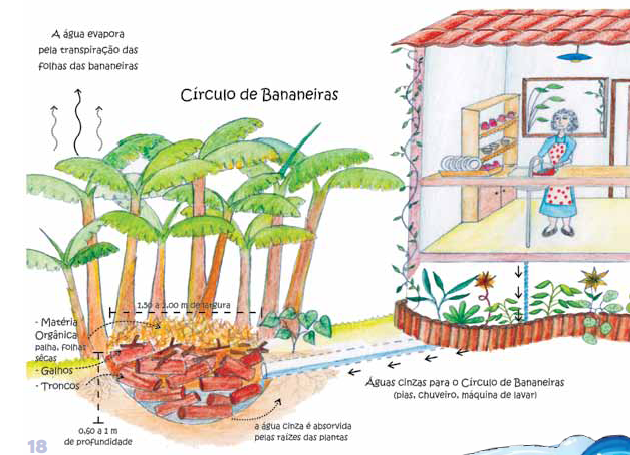 A água evapora
pela transpiração das
folhas das bananeiras
Círculo de Bananeiras
1,50 a 2,00 m de largura
- Matéria
Orgânica
palha, folhas
secas
- Galhos
- Troncos
0,60 a 1 m
de profundidade
a água cinza é absorvida
pelas raízes das plantas
Águas cinzas para o Círculo de Bananeiras
(pias, chuveiro, máquina de lavar)
18